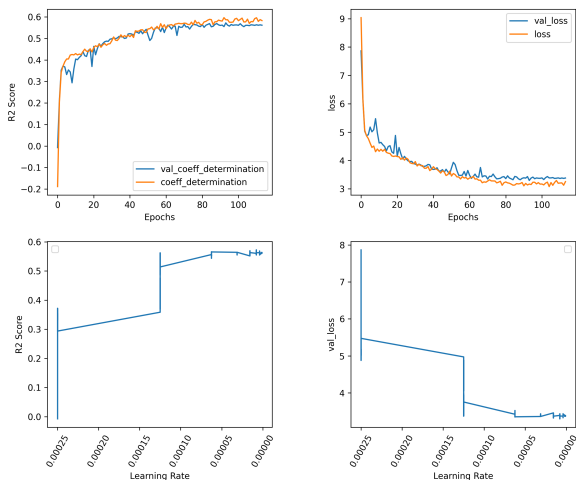 0.6
0.5
0.4
0.3
0.2
0.1
0.0
−0.1
−0.2
R2 Score
val_coeff_determination
coeff_determination
0 20 40 60 80 100
Epochs
9
8
7
6
5
4
3
loss
val_loss
loss
0 20 40 60 80 100
Epochs
0.6
0.5
0.4
0.3
0.2
0.1
0.0
R2 Score
0.00025 0.00020 0.00015 0.00010 0.00005 0.00000
Learning Rate
8
7
6
5
4
val_loss
0.00025 0.00020 0.00015 0.00010 0.00005 0.00000
Learning Rate